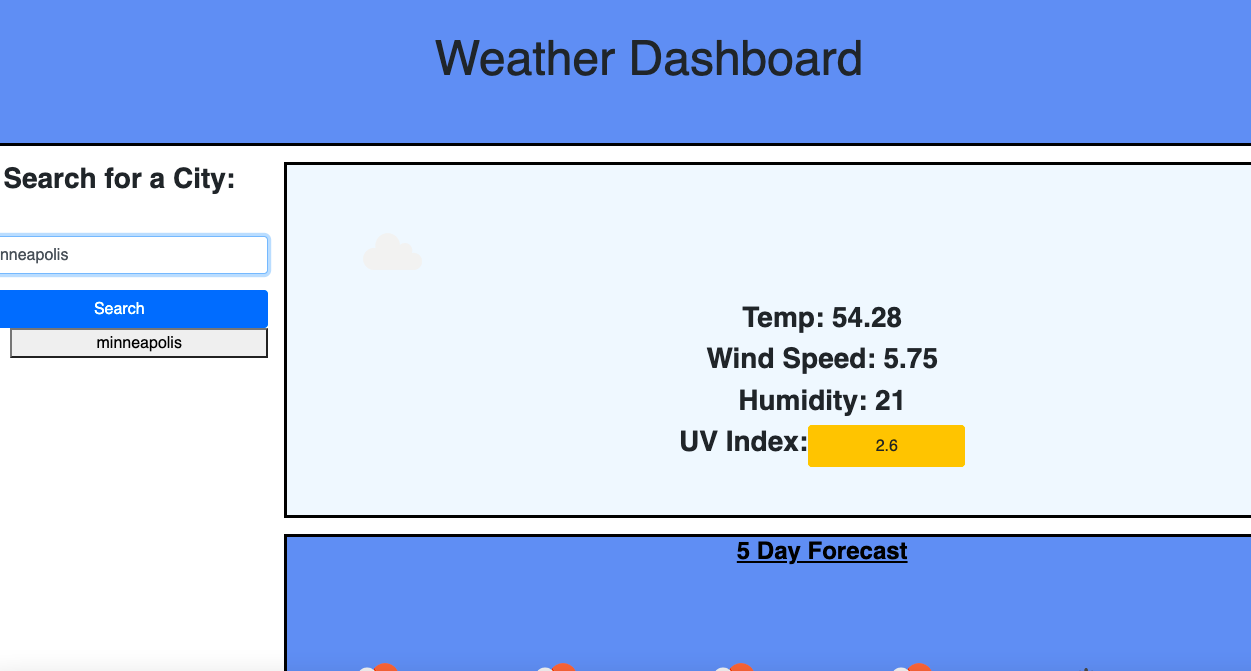 Weather Dashboard
Search for a City:
nneapolis
Search
minneapolis
Temp: 54.28
Wind Speed: 5.75
Humidity: 21
UV Index: 2.6
5 Day Forecast